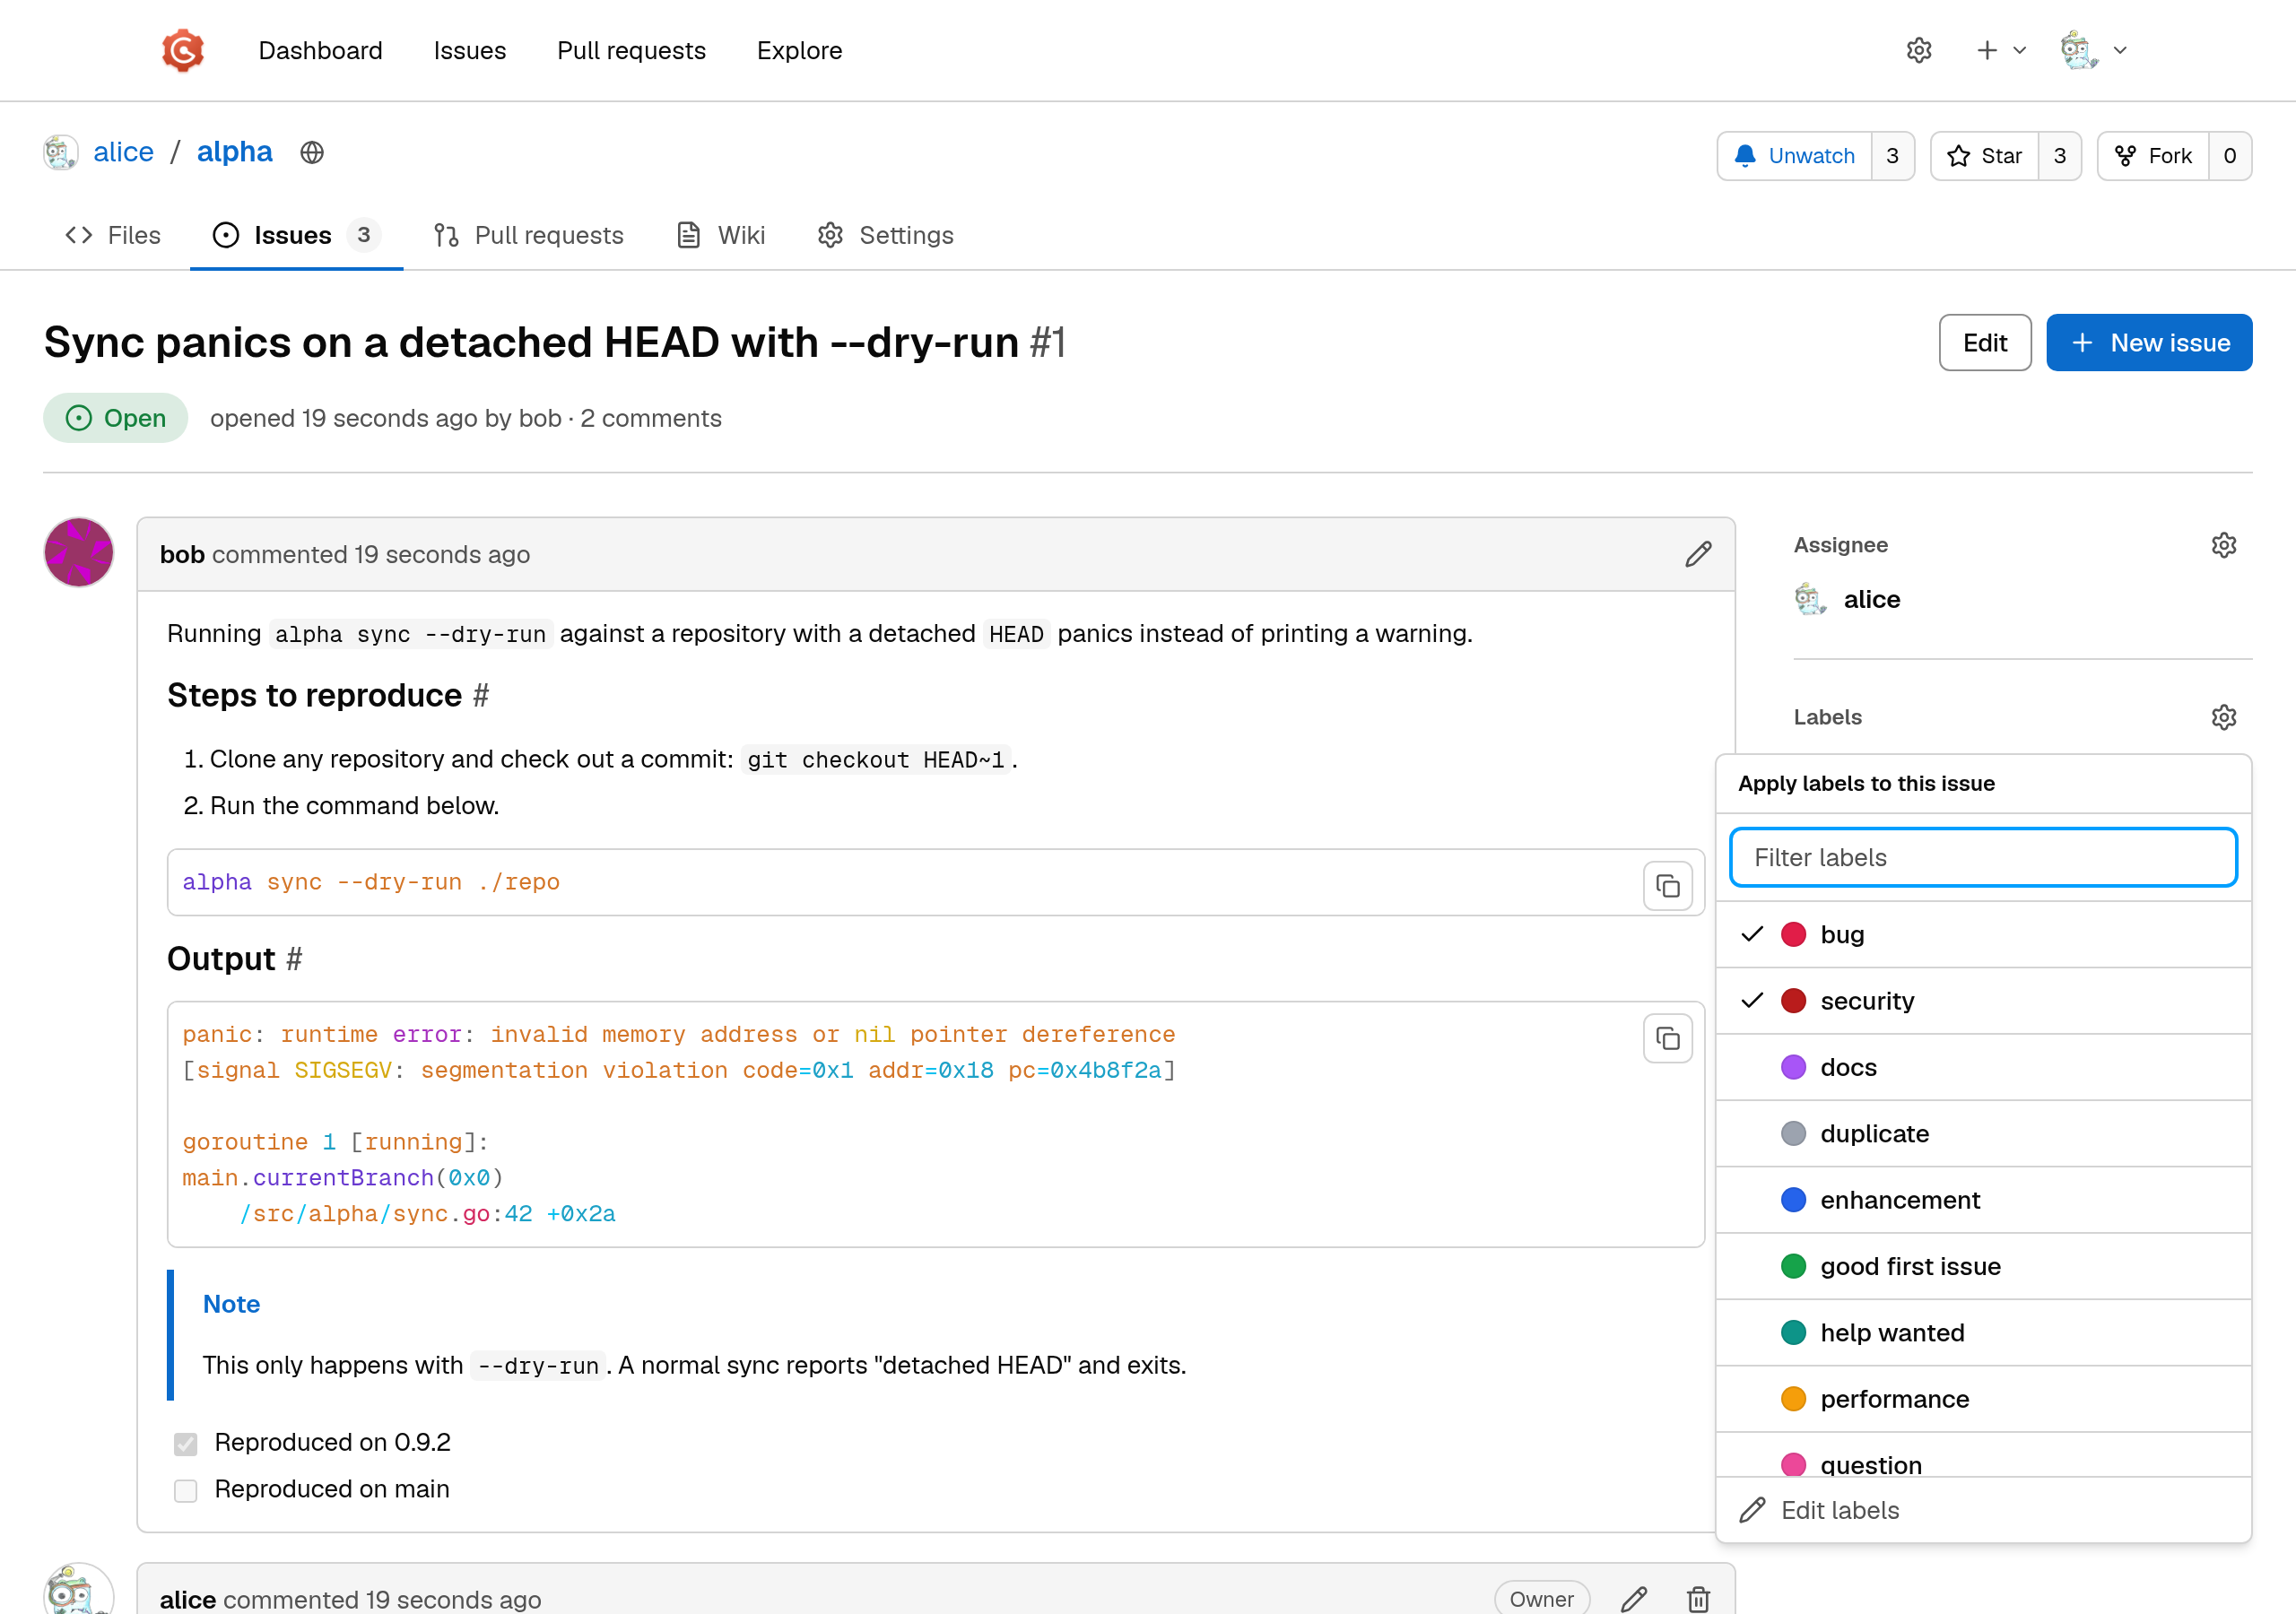 Dashboard Issues Pull requests Explore
alice / alpha
Unwatch 3 Star 3 Fork 0
Files Issues 3 Pull requests Wiki Settings
Sync panics on a detached HEAD with --dry-run #1
Edit New issue
Open opened 19 seconds ago by bob · 2 comments
bob commented 19 seconds ago
Running alpha sync --dry-run against a repository with a detached HEAD panics instead of printing a warning.
Steps to reproduce #
1. Clone any repository and check out a commit: git checkout HEAD~1.
2. Run the command below.
alpha sync --dry-run ./repo
Output #
panic: runtime error: invalid memory address or nil pointer dereference
[signal SIGSEGV: segmentation violation code=0x1 addr=0x18 pc=0x4b8f2a]
goroutine 1 [running]:
main.currentBranch(0x0)
/src/alpha/sync.go:42 +0x2a
Note
This only happens with --dry-run. A normal sync reports "detached HEAD" and exits.
Reproduced on 0.9.2
Reproduced on main
alice commented 19 seconds ago Owner
Assignee
alice
Labels
Apply labels to this issue
Filter labels
bug
security
docs
duplicate
enhancement
good first issue
help wanted
performance
question
Edit labels